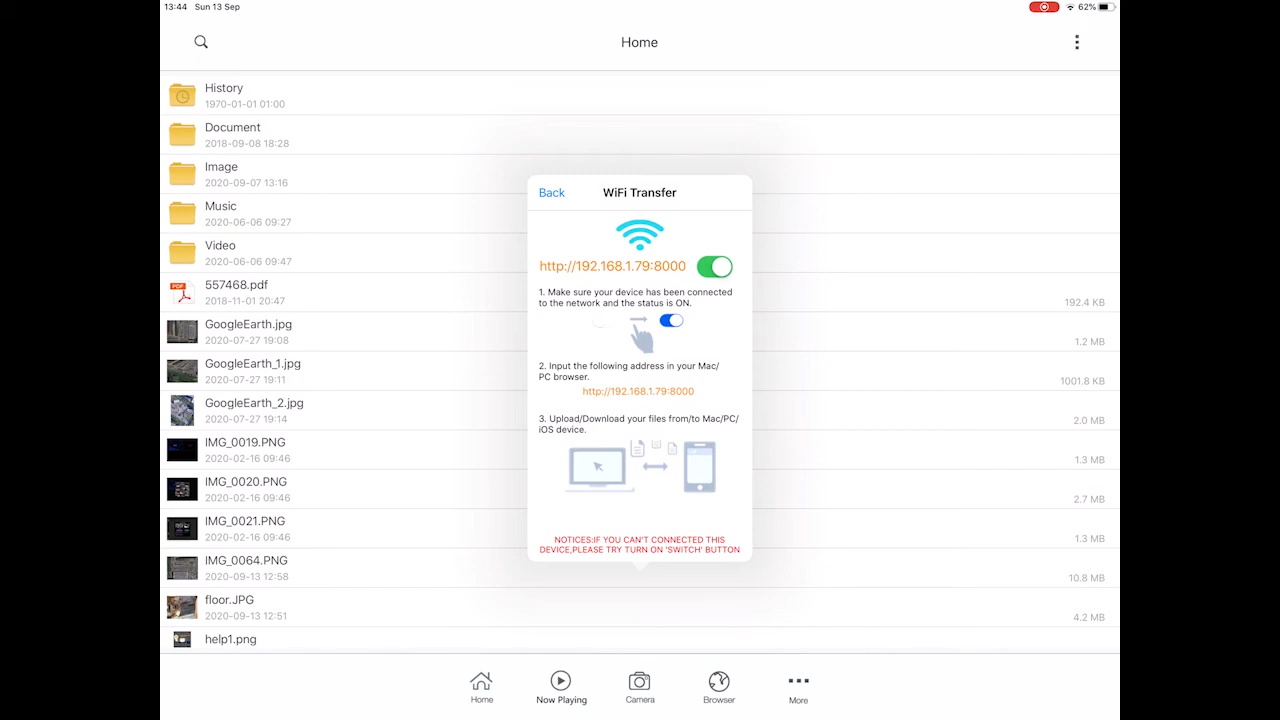 13:44 Sun 13 Sep
62%
Home
History
1970-01-01 01:00
Document
2018-09-08 18:28
Image
2020-09-07 13:16
Music
2020-06-06 09:27
Video
2020-06-06 09:47
PDF
557468.pdf
2018-11-01 20:47
192.4 KB
GoogleEarth.jpg
2020-07-27 19:08
1.2 MB
GoogleEarth_1.jpg
2020-07-27 19:11
1001.8 KB
GoogleEarth_2.jpg
2020-07-27 19:14
2.0 MB
IMG_0019.PNG
2020-02-16 09:46
1.3 MB
IMG_0020.PNG
2020-02-16 09:46
2.7 MB
IMG_0021.PNG
2020-02-16 09:46
1.3 MB
IMG_0064.PNG
2020-09-13 12:58
10.8 MB
floor.JPG
2020-09-13 12:51
4.2 MB
help1.png
Back WiFi Transfer
http://192.168.1.79:8000
1. Make sure your device has been connected
to the network and the status is ON.
2. Input the following address in your Mac/
PC browser.
http://192.168.1.79:8000
3. Upload/Download your files from/to Mac/PC/
iOS device.
NOTICES:IF YOU CAN'T CONNECTED THIS
DEVICE,PLEASE TRY TURN ON 'SWITCH' BUTTON
Home Now Playing Camera Browser More